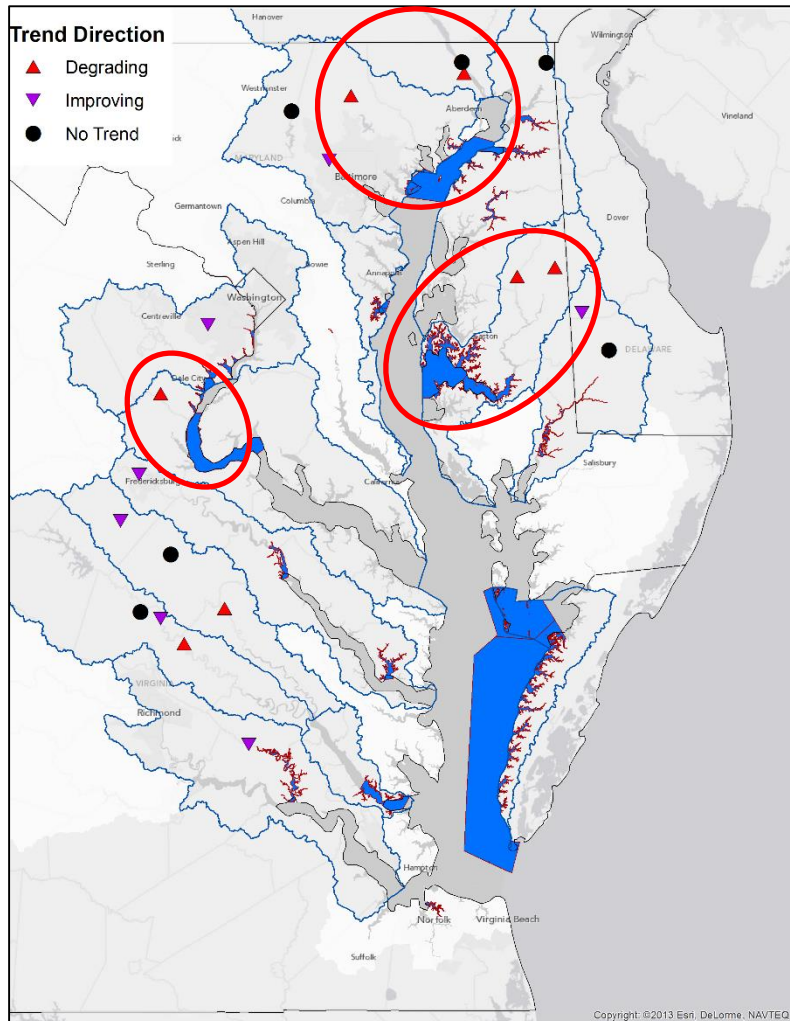 Hanover
Trend Direction
Degrading
Improving
No Trend
Wilmington
Westminster
Aberdeen
Vineland
MARYLAND
Baltimore
Germantown
Columbia
Dover
Aspen Hill
Sterling
Bowie
Annapolis
Washington
Centreville
Easton
DELAWARE
Dale City
Salisbury
Fredericksburg
California
VIRGINIA
Richmond
Hampton
Norfolk
Virginia Beach
Suffolk
Copyright: ©2013 Esri, DeLorme, NAVTEQ